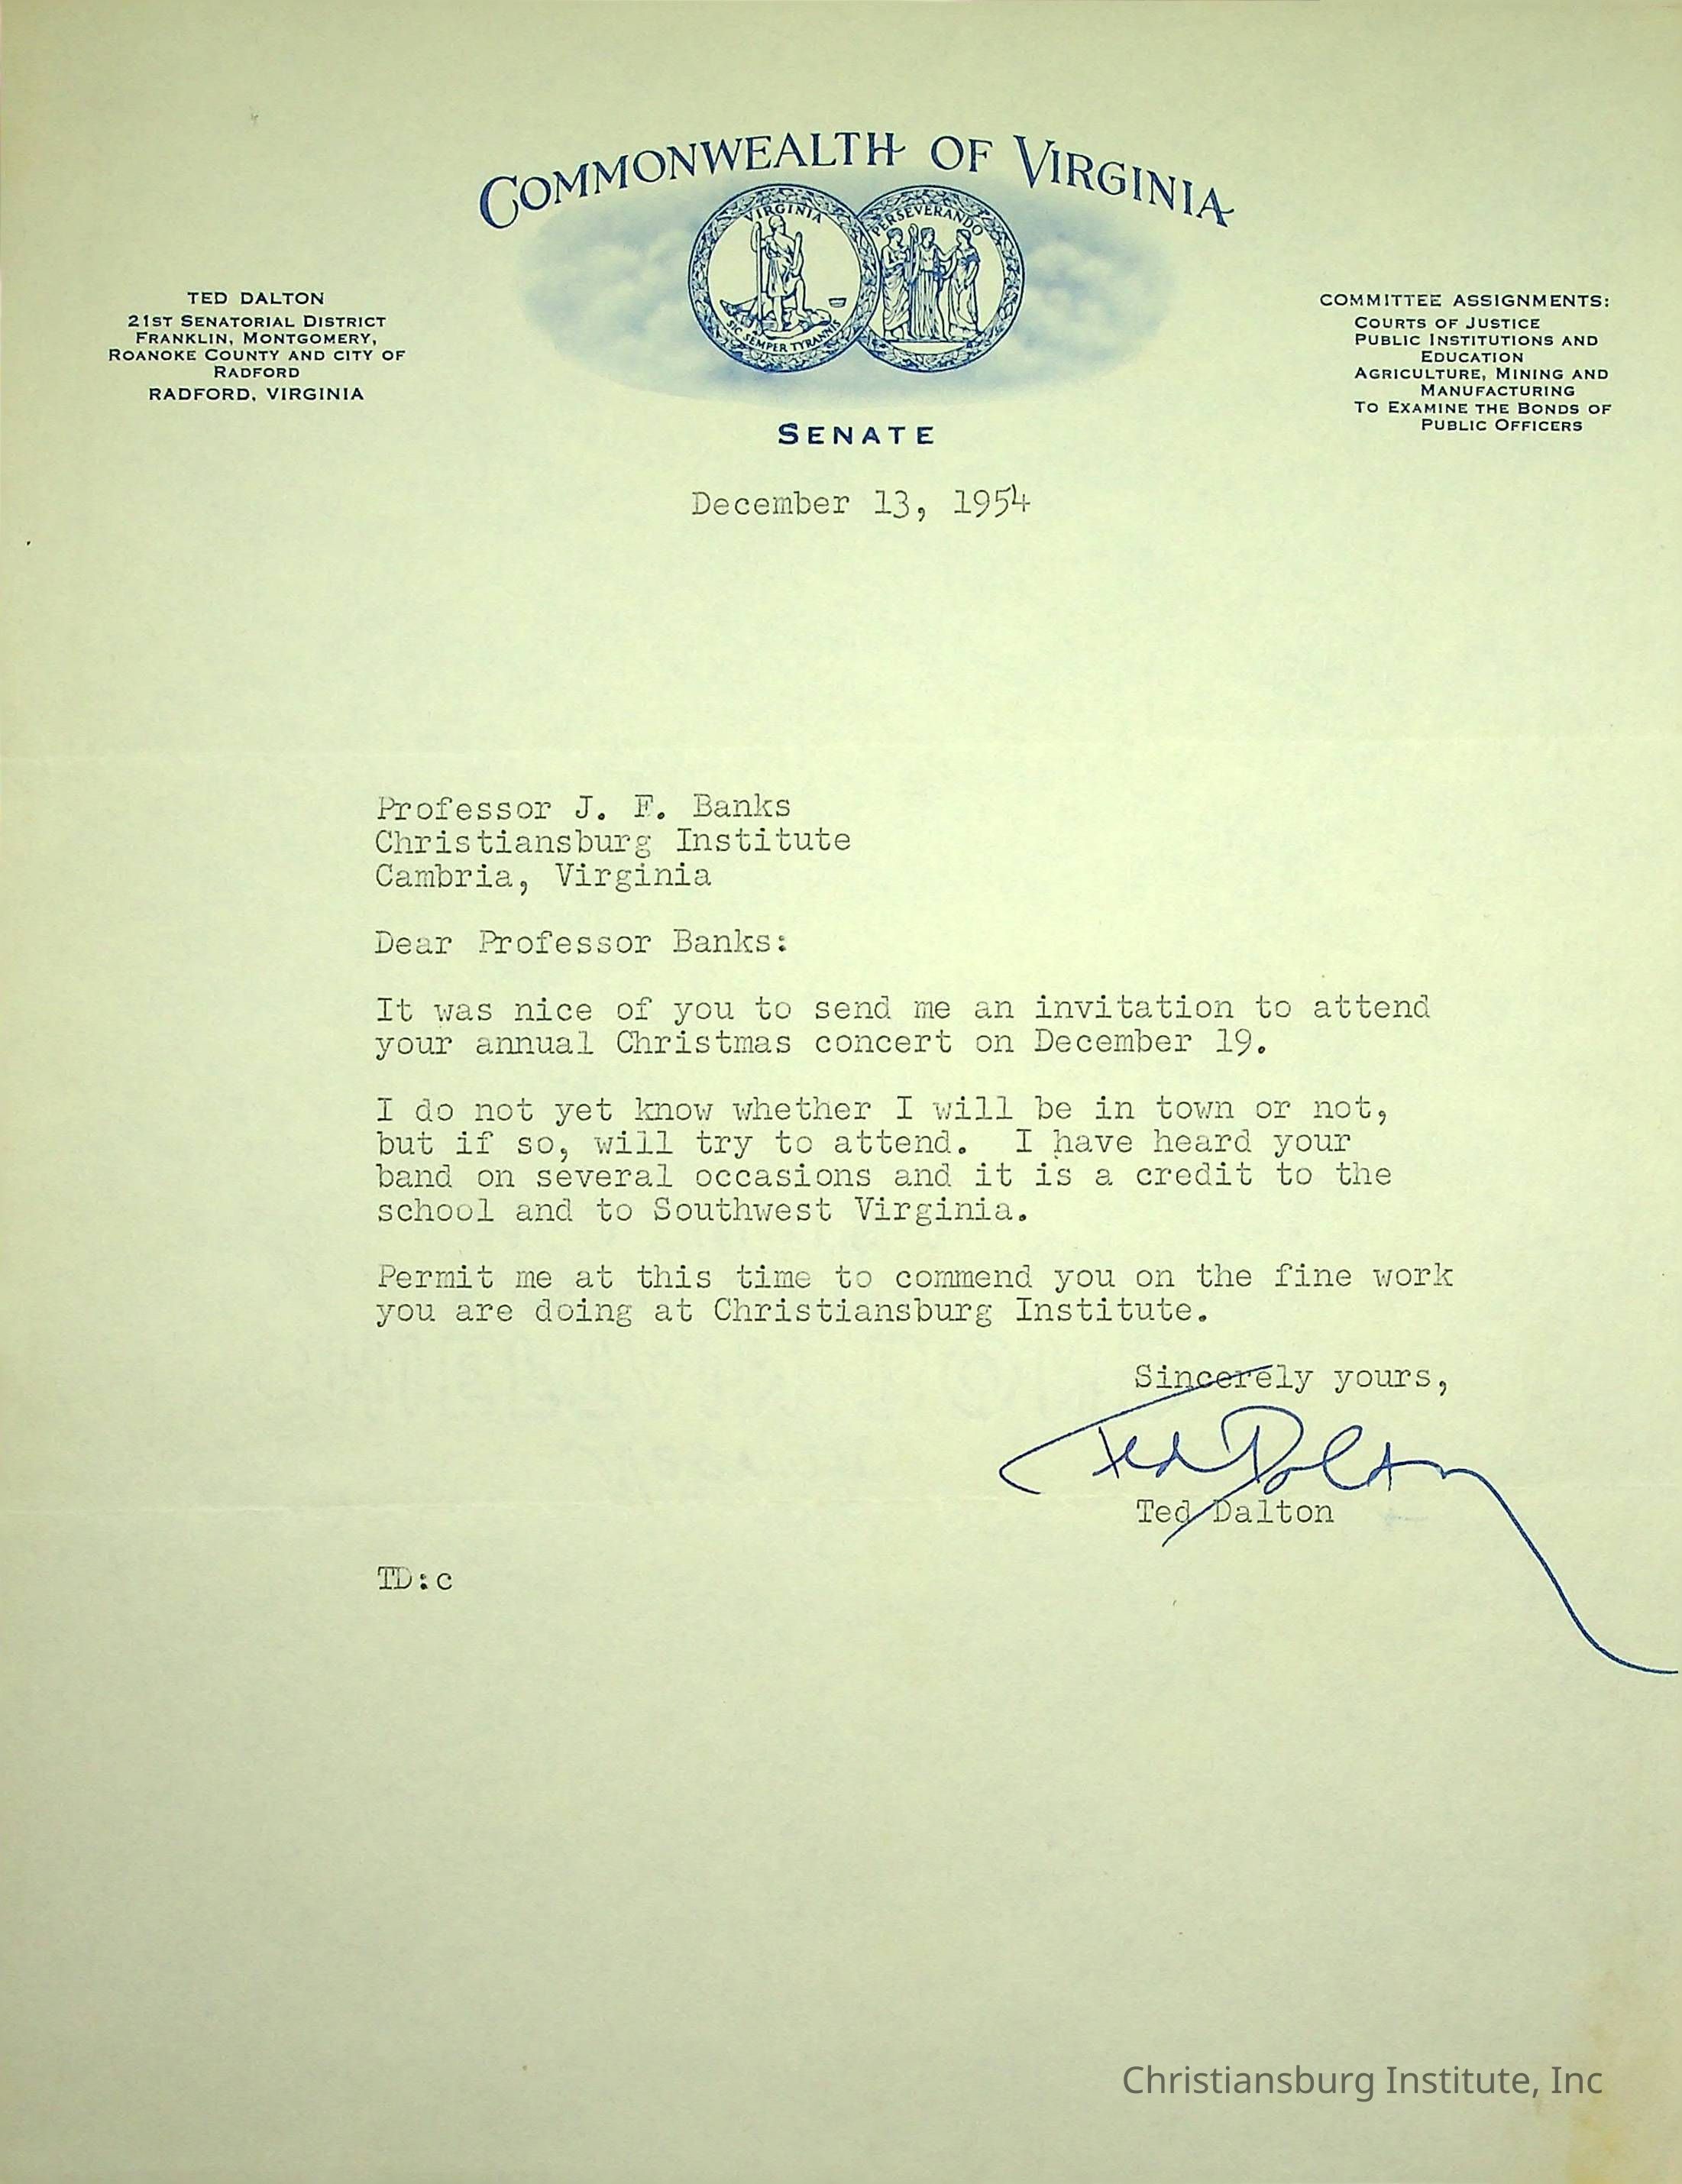 COMMONWEALTH OF VIRGINIA
VIRGINIA
SIC SEMPER TYRANNIS
PERSEVERANDO
TED DALTON
21ST SENATORIAL DISTRICT
FRANKLIN, MONTGOMERY,
ROANOKE COUNTY AND CITY OF
RADFORD
RADFORD, VIRGINIA
COMMITTEE ASSIGNMENTS:
COURTS OF JUSTICE
PUBLIC INSTITUTIONS AND
EDUCATION
AGRICULTURE, MINING AND
MANUFACTURING
TO EXAMINE THE BONDS OF
PUBLIC OFFICERS
SENATE
December 13, 1954
Professor J. F. Banks
Christiansburg Institute
Cambria, Virginia
Dear Professor Banks:
It was nice of you to send me an invitation to attend
your annual Christmas concert on December 19.
I do not yet know whether I will be in town or not,
but if so, will try to attend.  I have heard your
band on several occasions and it is a credit to the
school and to Southwest Virginia.
Permit me at this time to commend you on the fine work
you are doing at Christiansburg Institute.
Sincerely yours,
Ted Dalton
Ted Dalton
TD:c
Christiansburg Institute, Inc